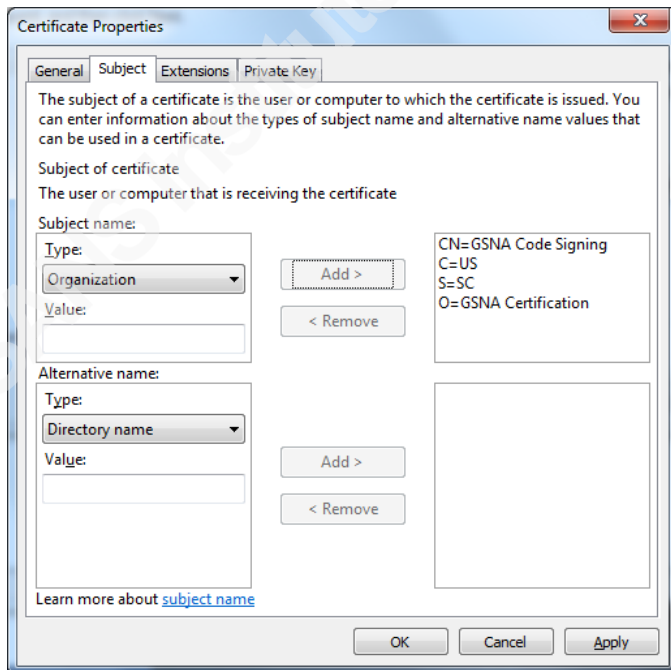 Certificate Properties
General Subject Extensions Private Key
The subject of a certificate is the user or computer to which the certificate is issued. You
can enter information about the types of subject name and alternative name values that
can be used in a certificate.
Subject of certificate
The user or computer that is receiving the certificate
Subject name:
Type:
Organization
Value:
Add >
< Remove
CN=GSNA Code Signing
C=US
S=SC
O=GSNA Certification
Alternative name:
Type:
Directory name
Value:
Add >
< Remove
Learn more about subject name
OK Cancel Apply